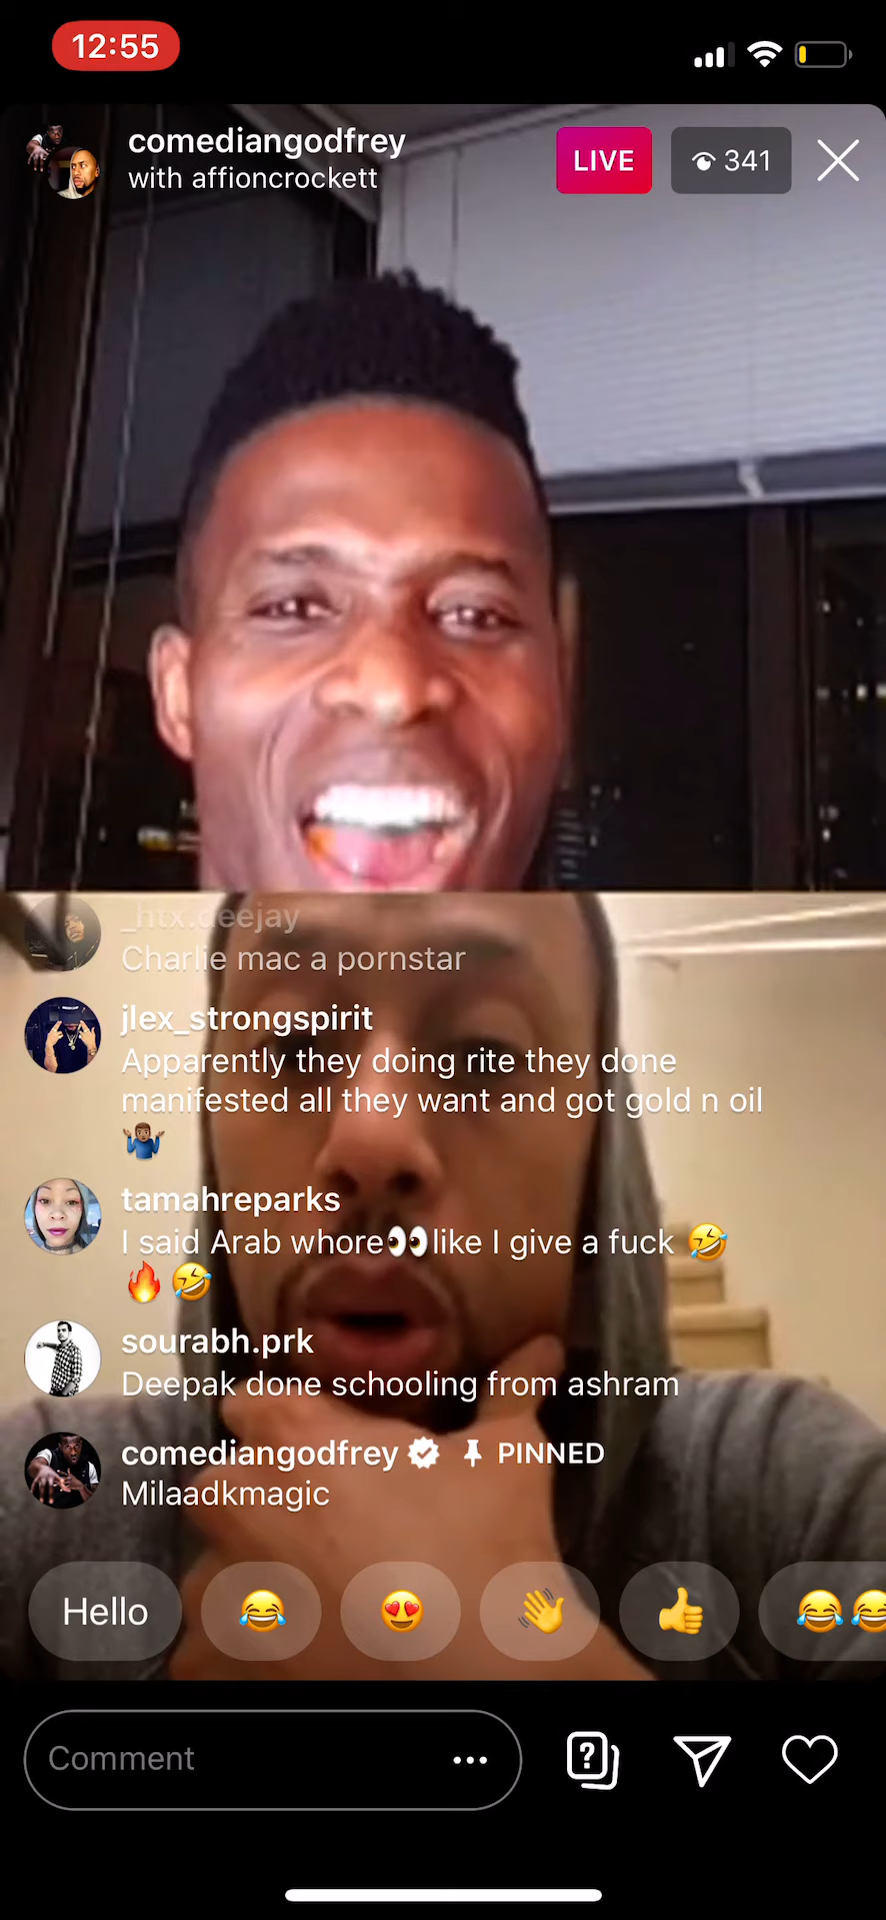 12:55
comediangodfrey
with affioncrockett
LIVE
341
_htx.deejay
Charlie mac a pornstar
jlex_strongspirit
Apparently they doing rite they done
manifested all they want and got gold n oil
🤷🏽‍♂️
tamahreparks
I said Arab whore👀like I give a fuck 🤣
🔥🤣
sourabh.prk
Deepak done schooling from ashram
comediangodfrey PINNED
Milaadkmagic
Hello 😂 😍 👋 👍 😂😂
Comment